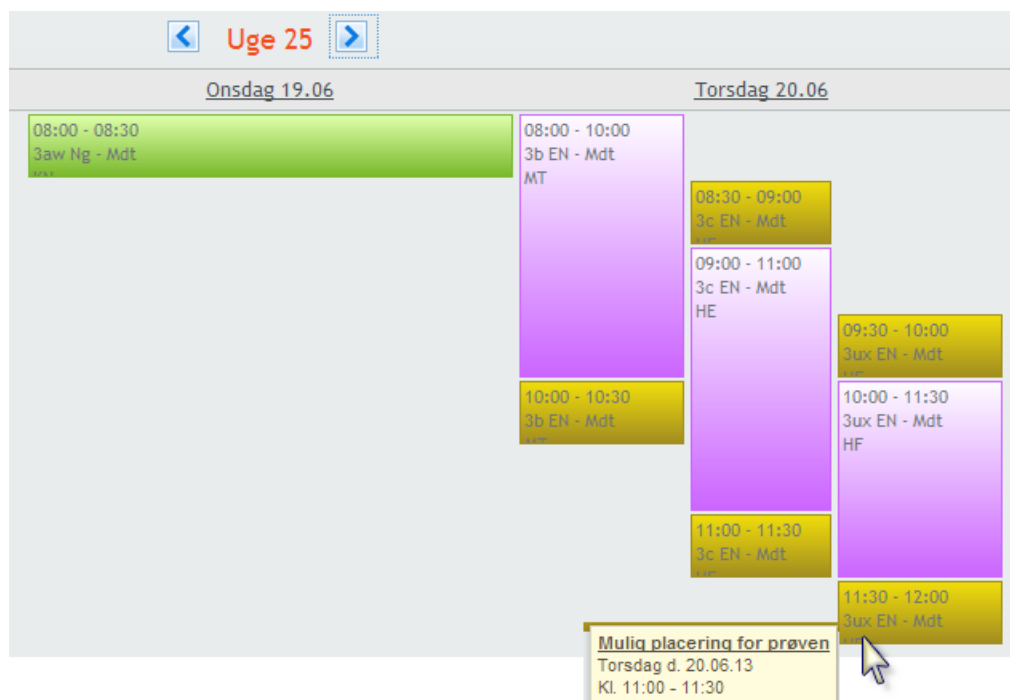 Uge 25
Onsdag 19.06
Torsdag 20.06
08:00 - 08:30
3aw Ng - Mdt
08:00 - 10:00
3b EN - Mdt
MT
10:00 - 10:30
3b EN - Mdt
MT
08:30 - 09:00
3c EN - Mdt
HE
09:00 - 11:00
3c EN - Mdt
HE
11:00 - 11:30
3c EN - Mdt
HE
09:30 - 10:00
3ux EN - Mdt
HF
10:00 - 11:30
3ux EN - Mdt
HF
11:30 - 12:00
3ux EN - Mdt
Mulig placering for prøven
Torsdag d. 20.06.13
Kl. 11:00 - 11:30